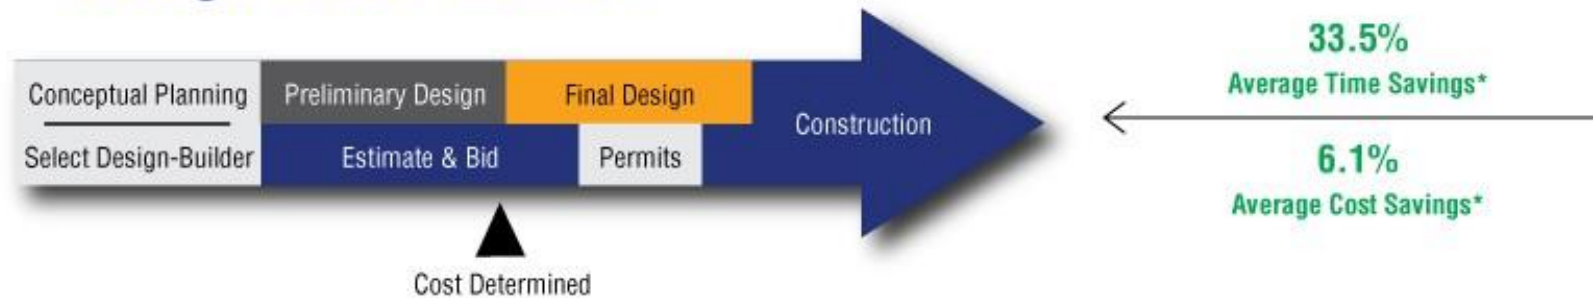 Conceptual Planning
Select Design-Builder
Preliminary Design
Final Design
Estimate & Bid
Permits
Construction
Cost Determined
33.5%
Average Time Savings*
6.1%
Average Cost Savings*